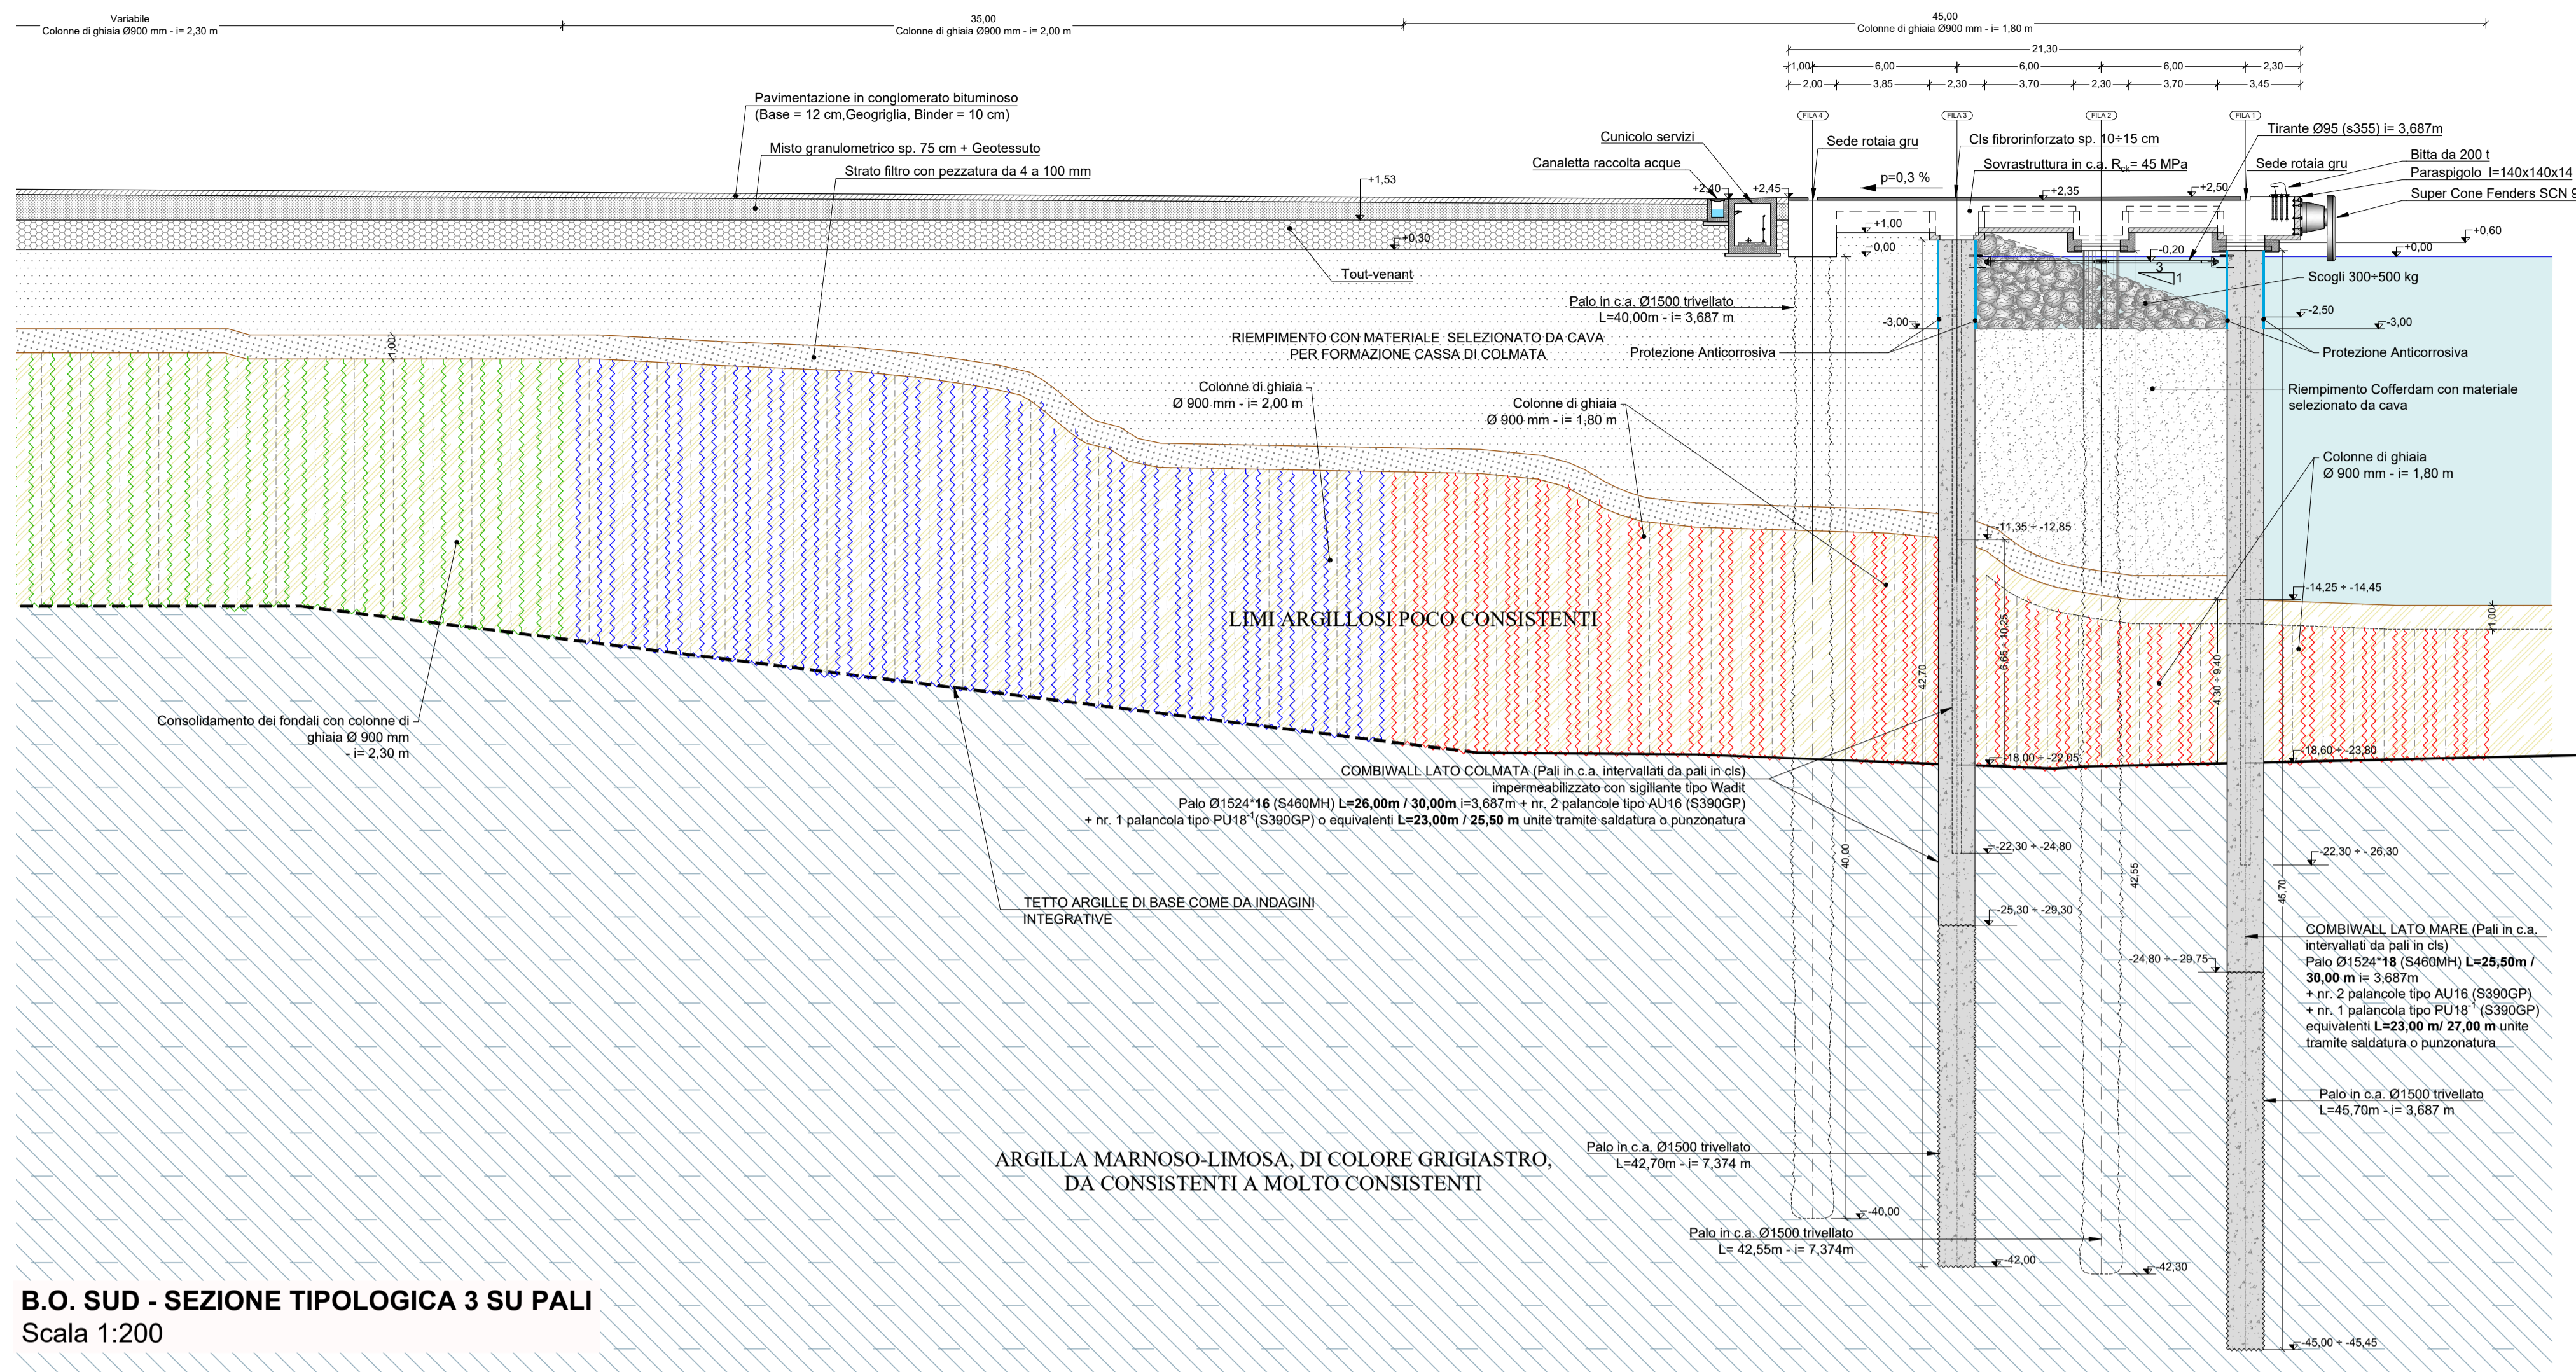 Variabile
Colonne di ghiaia Ø900 mm - i= 2,30 m
35,00
Colonne di ghiaia Ø900 mm - i= 2,00 m
45,00
Colonne di ghiaia Ø900 mm - i= 1,80 m
21,30
1,00
6,00
6,00
6,00
2,30
2,00
3,85
2,30
3,70
2,30
3,70
3,45
FILA 4
FILA 3
FILA 2
FILA 1
Pavimentazione in conglomerato bituminoso
(Base = 12 cm,Geogriglia, Binder = 10 cm)
Misto granulometrico sp. 75 cm + Geotessuto
Strato filtro con pezzatura da 4 a 100 mm
Cunicolo servizi
Canaletta raccolta acque
Sede rotaia gru
Cls fibrorinforzato sp. 10÷15 cm
Sovrastruttura in c.a. Rck= 45 MPa
Tirante Ø95 (s355) i= 3,687m
Sede rotaia gru
Bitta da 200 t
Paraspigolo l=140x140x14
Super Cone Fenders SCN 9
p=0,3 %
+1,53
+2,40
+2,45
+2,35
+2,50
+0,30
+1,00
-0,00
-0,20
+0,60
+0,00
3
1
Tout-venant
Scogli 300÷500 kg
Palo in c.a. Ø1500 trivellato
L=40,00m - i= 3,687 m
-3,00
-2,50
-3,00
RIEMPIMENTO CON MATERIALE SELEZIONATO DA CAVA
PER FORMAZIONE CASSA DI COLMATA
Protezione Anticorrosiva
Protezione Anticorrosiva
1,00
Colonne di ghiaia
Ø 900 mm - i= 2,00 m
Colonne di ghiaia
Ø 900 mm - i= 1,80 m
Riempimento Cofferdam con materiale
selezionato da cava
Colonne di ghiaia
Ø 900 mm - i= 1,80 m
-11,35 ÷ -12,85
-14,25 ÷ -14,45
1,00
LIMI ARGILLOSI POCO CONSISTENTI
42,70
6,65 ÷ 10,25
4,30 ÷ 9,40
Consolidamento dei fondali con colonne di
ghiaia Ø 900 mm
- i= 2,30 m
-18,00 ÷ -22,05
-18,60 ÷ -23,80
COMBIWALL LATO COLMATA (Pali in c.a. intervallati da pali in cls)
impermeabilizzato con sigillante tipo Wadit
Palo Ø1524*16 (S460MH) L=26,00m / 30,00m i=3,687m + nr. 2 palancole tipo AU16 (S390GP)
+ nr. 1 palancola tipo PU18-1(S390GP) o equivalenti L=23,00m / 25,50 m unite tramite saldatura o punzonatura
40,00
42,55
45,70
-22,30 ÷ -24,80
-22,30 ÷ - 26,30
TETTO ARGILLE DI BASE COME DA INDAGINI
INTEGRATIVE
-25,30 ÷ -29,30
-24,80 ÷ - 29,75
COMBIWALL LATO MARE (Pali in c.a.
intervallati da pali in cls)
Palo Ø1524*18 (S460MH) L=25,50m /
30,00 m i= 3,687m
+ nr. 2 palancole tipo AU16 (S390GP)
+ nr. 1 palancola tipo PU18-1 (S390GP)
equivalenti L=23,00 m/ 27,00 m unite
tramite saldatura o punzonatura
Palo in c.a. Ø1500 trivellato
L=45,70m - i= 3,687 m
ARGILLA MARNOSO-LIMOSA, DI COLORE GRIGIASTRO,
DA CONSISTENTI A MOLTO CONSISTENTI
Palo in c.a. Ø1500 trivellato
L=42,70m - i= 7,374 m
-40,00
Palo in c.a. Ø1500 trivellato
L= 42,55m - i= 7,374m
-42,00
-42,30
-45,00 ÷ -45,45
B.O. SUD - SEZIONE TIPOLOGICA 3 SU PALI
Scala 1:200